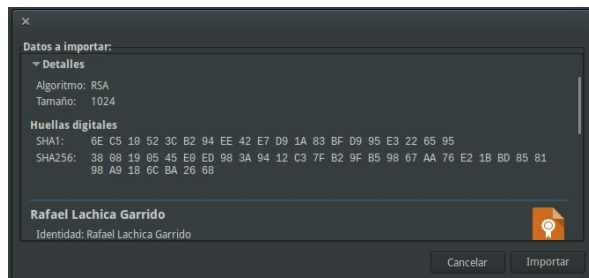 Datos a importar:
Detalles
Algoritmo: RSA
Tamaño: 1024
Huellas digitales
SHA1: 6E C5 10 52 3C B2 94 EE 42 E7 D9 1A 83 BF D9 95 E3 22 65 95
SHA256: 38 08 19 05 45 E0 ED 98 3A 94 12 C3 7F B2 9F B5 98 67 AA 76 E2 1B BD 85 81
98 A9 18 6C BA 26 68
Rafael Lachica Garrido
Identidad: Rafael Lachica Garrido
Cancelar Importar